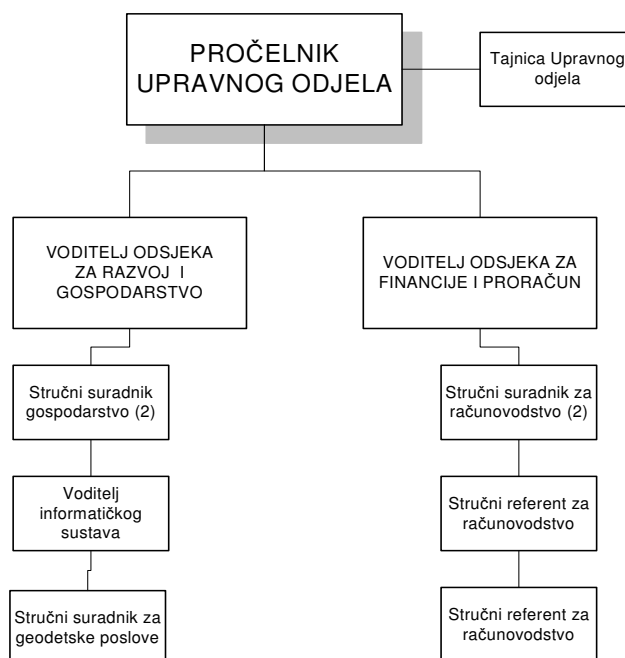 PROČELNIK
UPRAVNOG ODJELA
Tajnica Upravnog
odjela
VODITELJ ODSJEKA
ZA RAZVOJ I
GOSPODARSTVO
VODITELJ ODSJEKA ZA
FINANCIJE I PRORAČUN
Stručni suradnik
gospodarstvo (2)
Stručni suradnik za
računovodstvo (2)
Voditelj
informatičkog
sustava
Stručni referent za
računovodstvo
Stručni suradnik za
geodetske poslove
Stručni referent za
računovodstvo